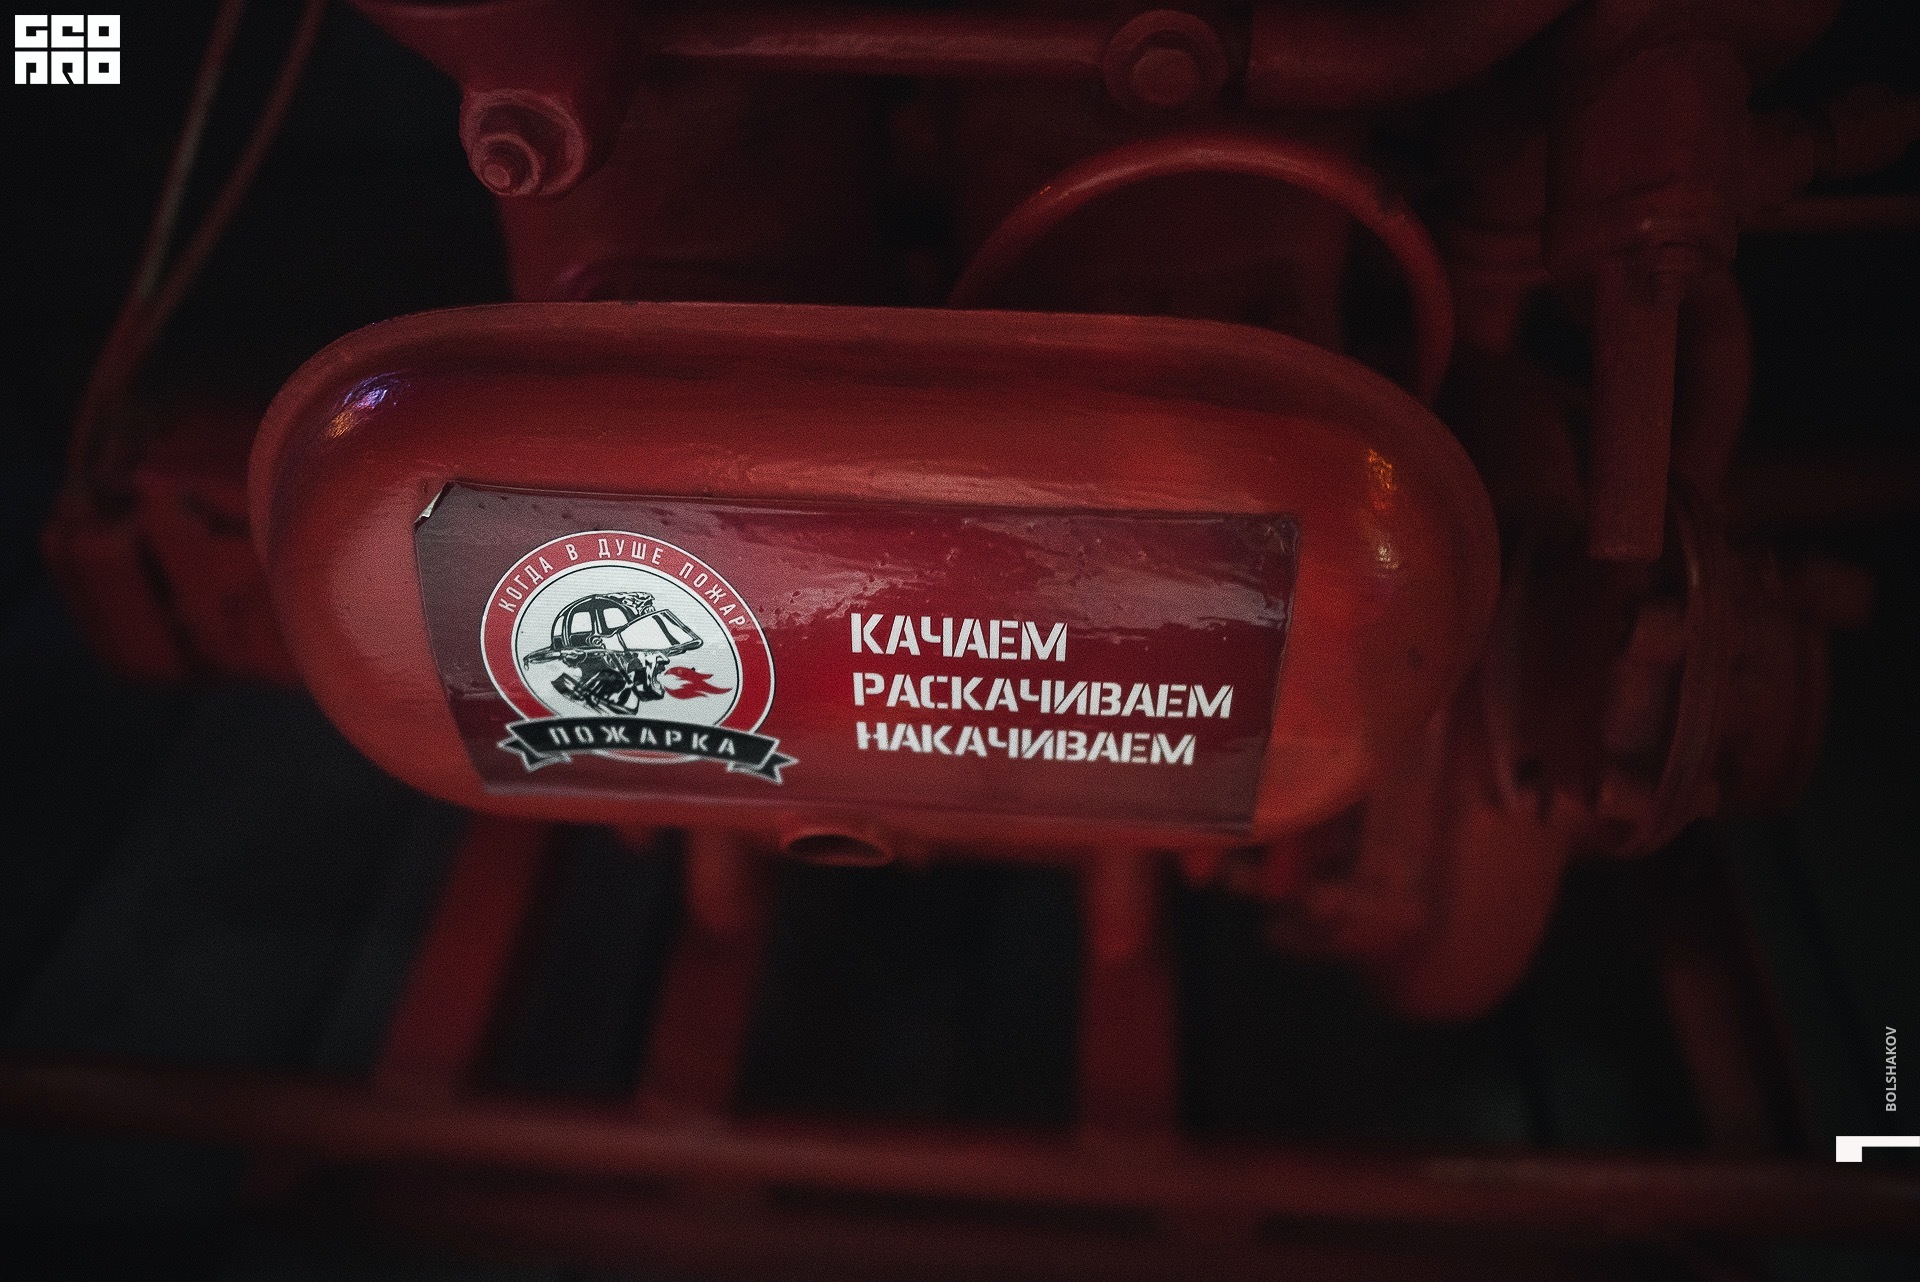 GEO
PRO
КОГДА В ДУШЕ ПОЖАР
ПОЖАРКА
КАЧАЕМ
РАСКАЧИВАЕМ
НАКАЧИВАЕМ
BOLSHAKOV